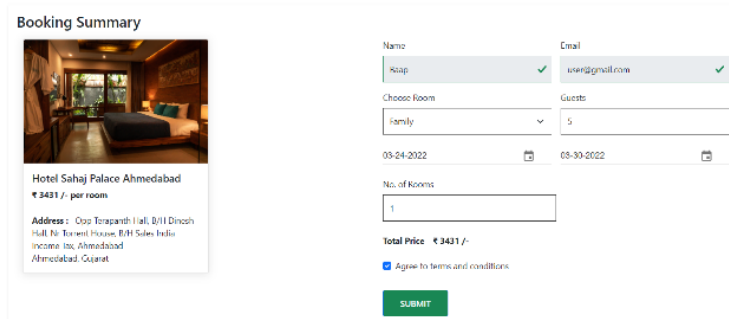 Booking Summary
Hotel Sahaj Palace Ahmedabad
₹ 3431 /- per room
Address : Opp Terapanth Hall, B/H Dinesh
Hall, Nr Torrent House, B/H Sales India
Income Tax, Ahmedabad
Ahmedabad, Gujarat
Name
Email
Baap
user@gmail.com
Choose Room
Guests
Family
5
03-24-2022
03-30-2022
No. of Rooms
1
Total Price ₹ 3431 /-
Agree to terms and conditions
SUBMIT